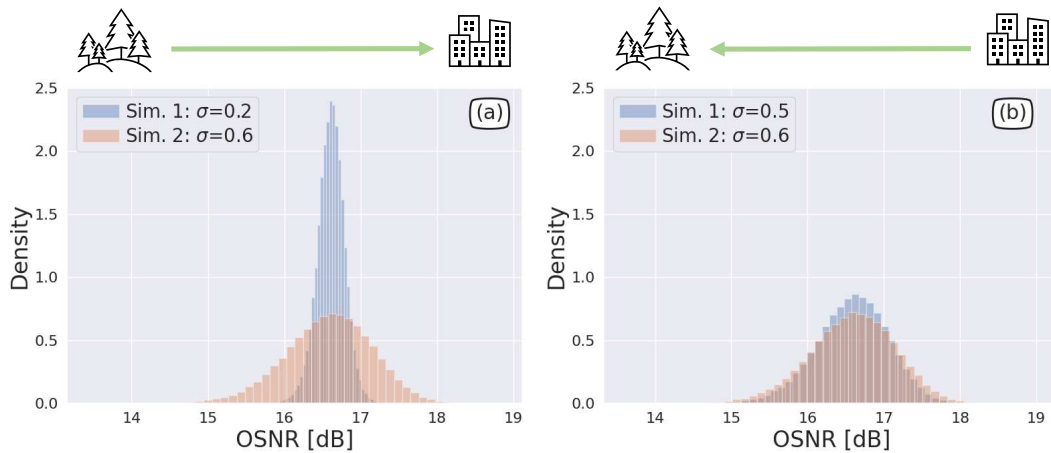 Sim. 1: σ=0.2
Sim. 2: σ=0.6
(a)
2.5
2.0
1.5
1.0
0.5
0.0
Density
14 15 16 17 18 19
OSNR [dB]
Sim. 1: σ=0.5
Sim. 2: σ=0.6
(b)
2.5
2.0
1.5
1.0
0.5
0.0
Density
14 15 16 17 18 19
OSNR [dB]